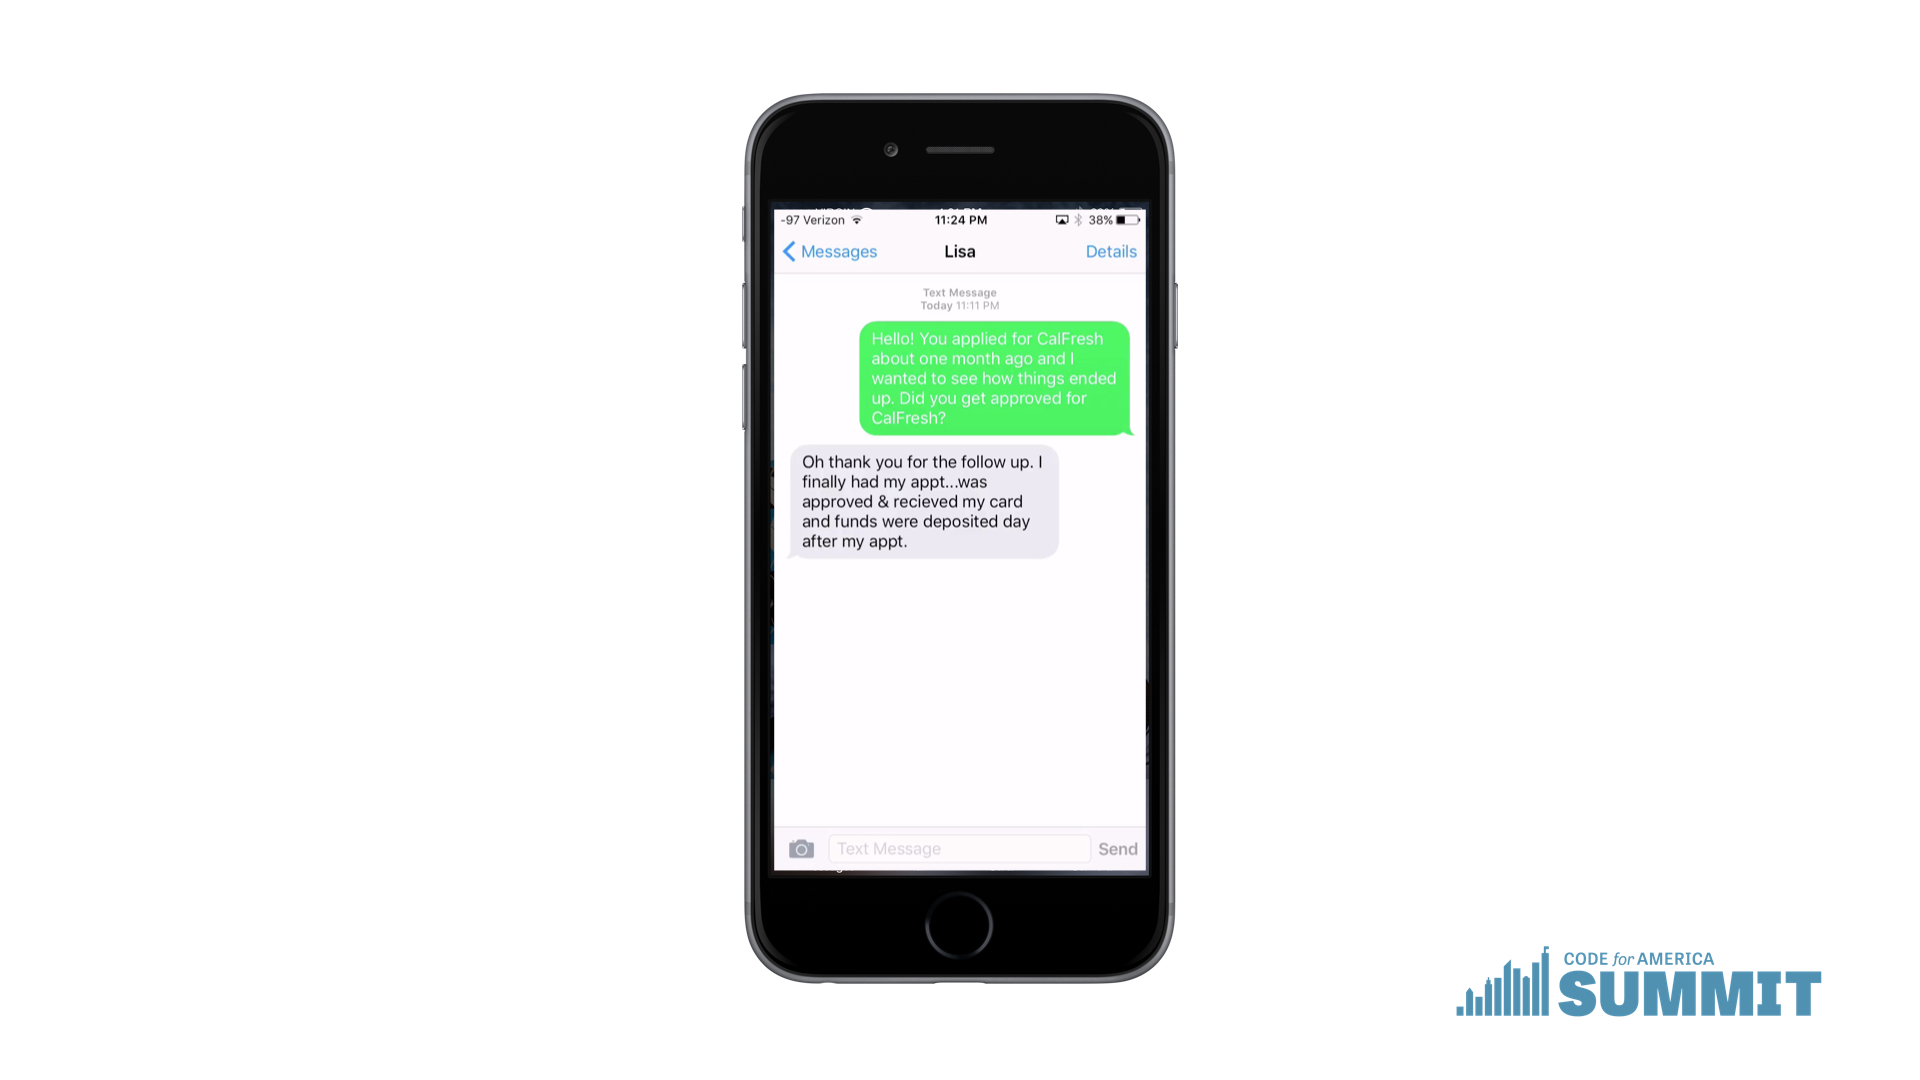 -97 Verizon 11:24 PM 38%
Messages Lisa Details
Text Message
Today 11:11 PM
Hello! You applied for CalFresh
about one month ago and I
wanted to see how things ended
up. Did you get approved for
CalFresh?
Oh thank you for the follow up. I
finally had my appt...was
approved & recieved my card
and funds were deposited day
after my appt.
Text Message Send
CODE for AMERICA
SUMMIT